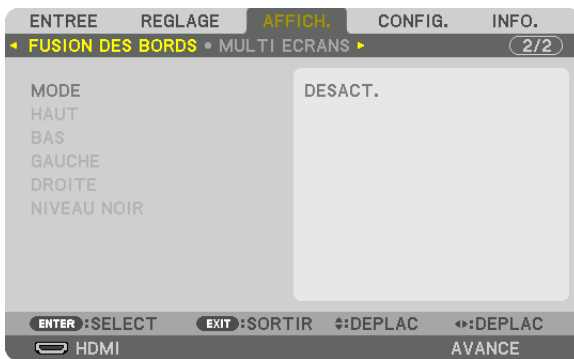 ENTREE REGLAGE AFFICH. CONFIG. INFO.
FUSION DES BORDS MULTI ECRANS 2/2
MODE DESACT.
HAUT
BAS
GAUCHE
DROITE
NIVEAU NOIR
ENTER :SELECT EXIT :SORTIR :DEPLAC :DEPLAC
HDMI AVANCE